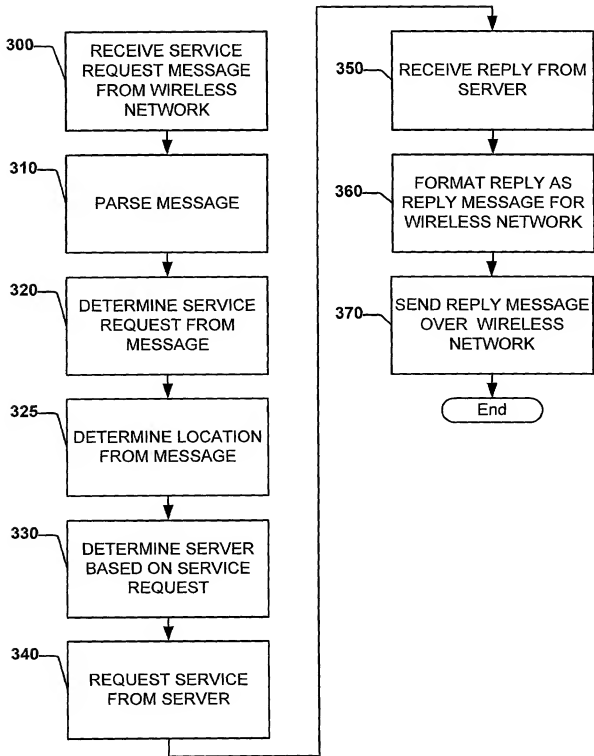 300
RECEIVE SERVICE
REQUEST MESSAGE
FROM WIRELESS
NETWORK
310
PARSE MESSAGE
320
DETERMINE SERVICE
REQUEST FROM
MESSAGE
325
DETERMINE LOCATION
FROM MESSAGE
330
DETERMINE SERVER
BASED ON SERVICE
REQUEST
340
REQUEST SERVICE
FROM SERVER
350
RECEIVE REPLY FROM
SERVER
360
FORMAT REPLY AS
REPLY MESSAGE FOR
WIRELESS NETWORK
370
SEND REPLY MESSAGE
OVER WIRELESS
NETWORK
End